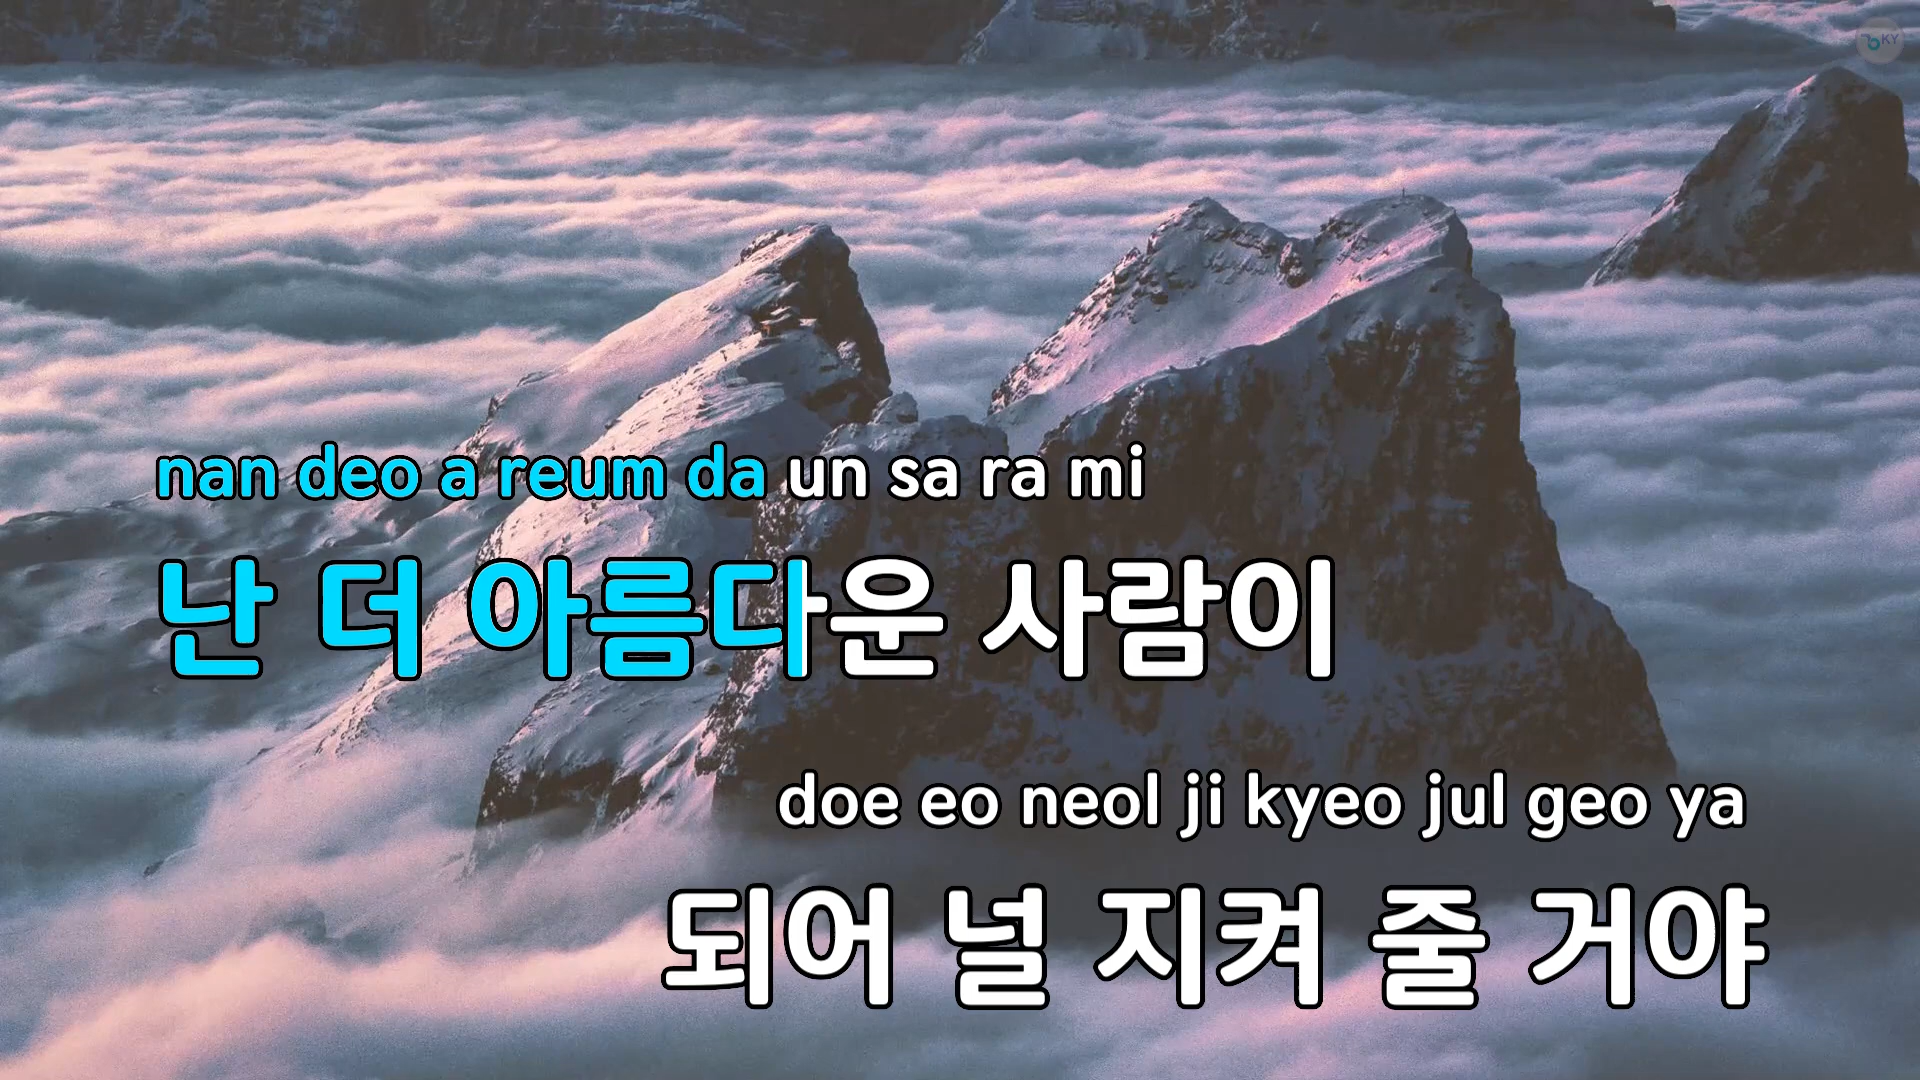 KY
nan deo a reum da un sa ra mi
난 더 아름다운 사람이
doe eo neol ji kyeo jul geo ya
되어 널 지켜 줄 거야